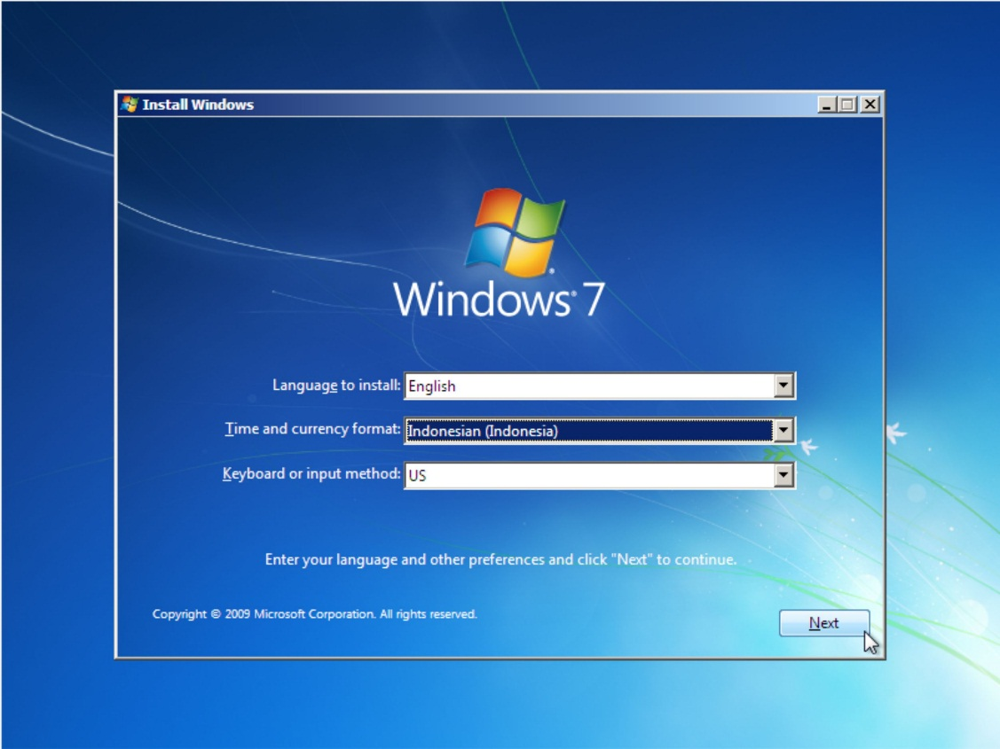 Install Windows
Windows® 7
Language to install: English
Time and currency format: Indonesian (Indonesia)
Keyboard or input method: US
Enter your language and other preferences and click "Next" to continue.
Copyright © 2009 Microsoft Corporation. All rights reserved.
Next